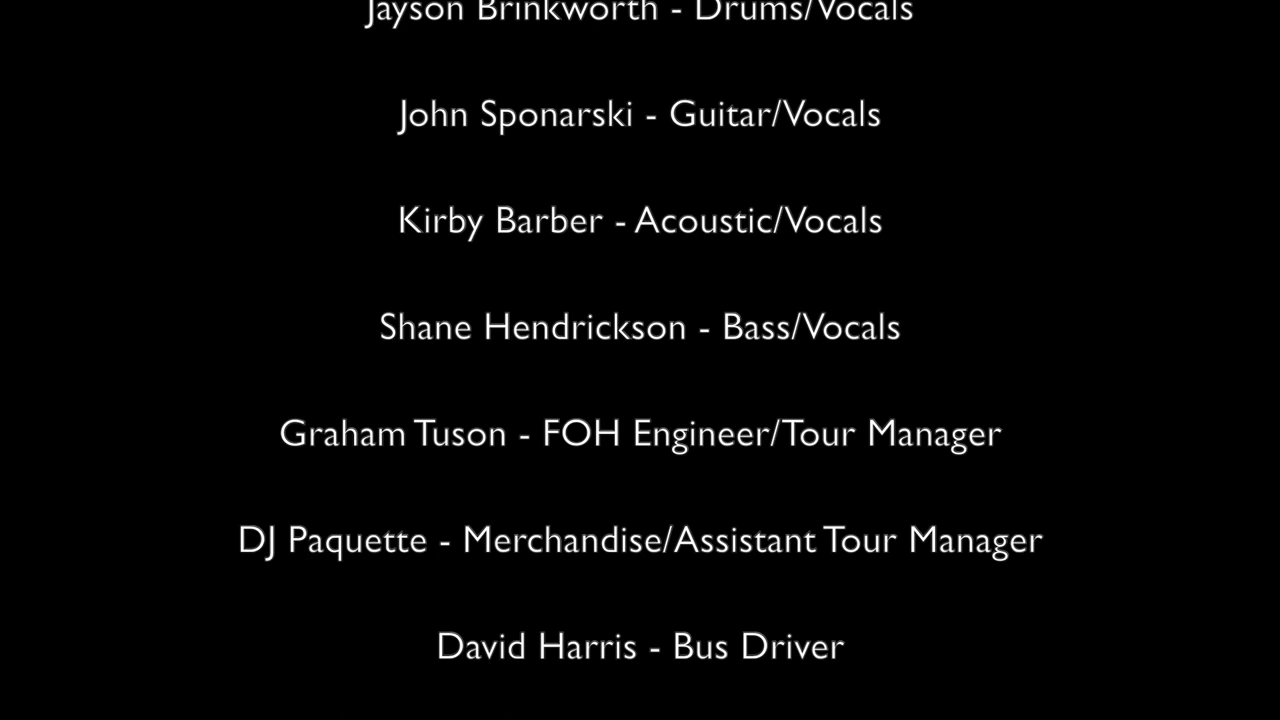 Jayson Brinkworth - Drums/Vocals
John Sponarski - Guitar/Vocals
Kirby Barber - Acoustic/Vocals
Shane Hendrickson - Bass/Vocals
Graham Tuson - FOH Engineer/Tour Manager
DJ Paquette - Merchandise/Assistant Tour Manager
David Harris - Bus Driver